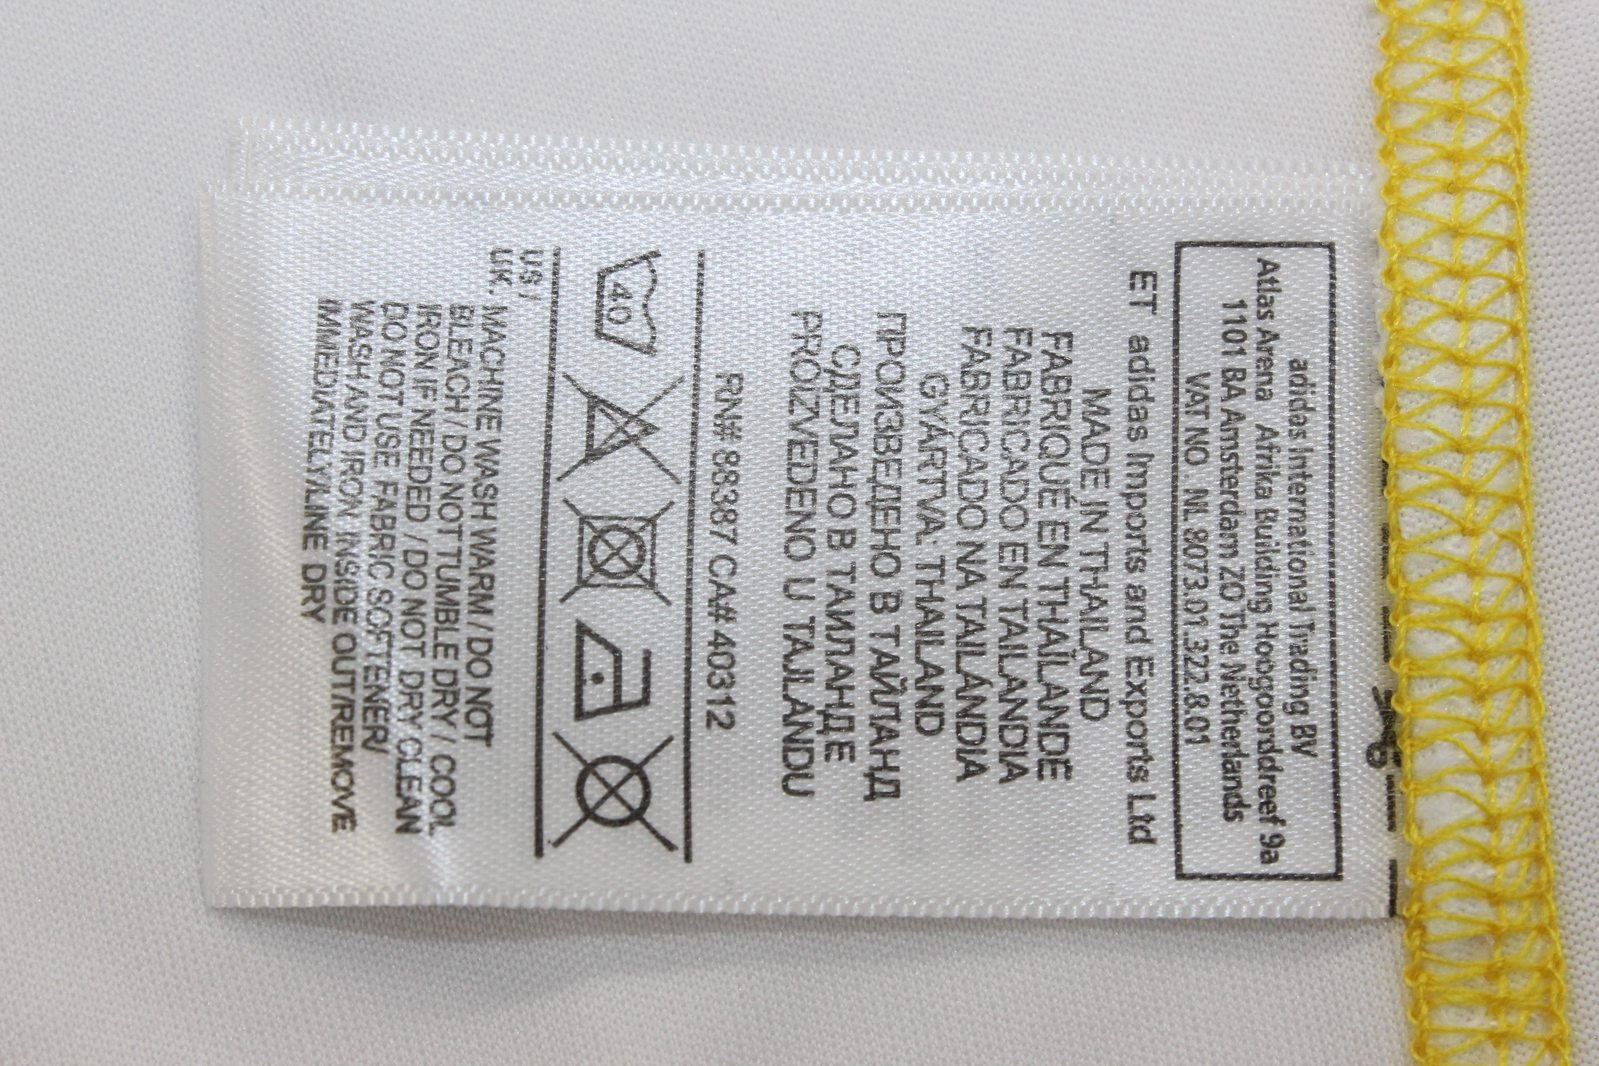 adidas International Trading BV
Atlas Arena Afrika Building Hoogoorddreef 9a
1101 BA Amsterdam ZO The Netherlands
VAT NO NL 8073.01.322.8.01
ET adidas Imports and Exports Ltd
MADE IN THAILAND
FABRIQUÉ EN THAÏLANDE
FABRICADO EN TAILANDIA
FABRICADO NA TAILÁNDIA
GYÁRTVA: THAILAND
ПРОИЗВЕДЕНО В ТАЙЛАНД
СДЕЛАНО В ТАИЛАНДЕ
PROIZVEDENO U TAJLANDU
RN# 88387 CA# 40312
40
US /
UK. MACHINE WASH WARM / DO NOT
BLEACH / DO NOT TUMBLE DRY / COOL
IRON IF NEEDED / DO NOT DRY CLEAN
DO NOT USE FABRIC SOFTENER/
WASH AND IRON INSIDE OUT/REMOVE
IMMEDIATELY/LINE DRY